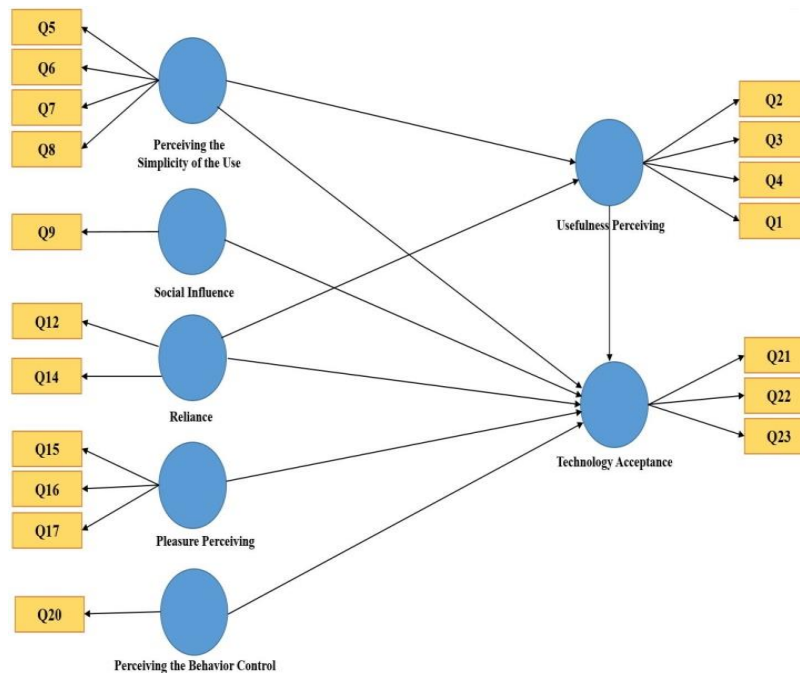 Q5
Q6
Q7
Q8
Perceiving the
Simplicity of the Use
Q9
Social Influence
Q12
Q14
Reliance
Q15
Q16
Q17
Pleasure Perceiving
Q20
Perceiving the Behavior Control
Q2
Q3
Q4
Q1
Usefulness Perceiving
Q21
Q22
Q23
Technology Acceptance